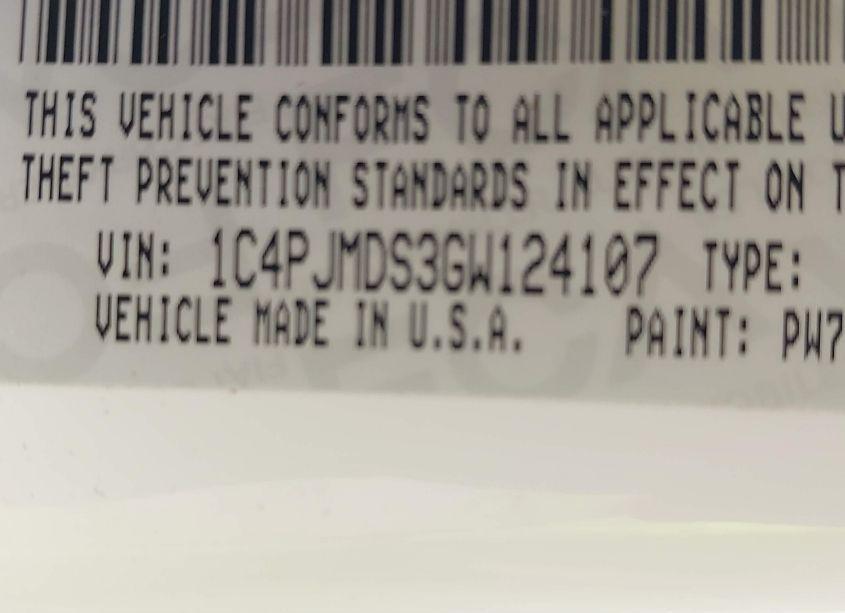 THIS VEHICLE CONFORMS TO ALL APPLICABLE U
THEFT PREVENTION STANDARDS IN EFFECT ON T
VIN: 1C4PJMDS3GW124107 TYPE:
VEHICLE MADE IN U.S.A. PAINT: PW7